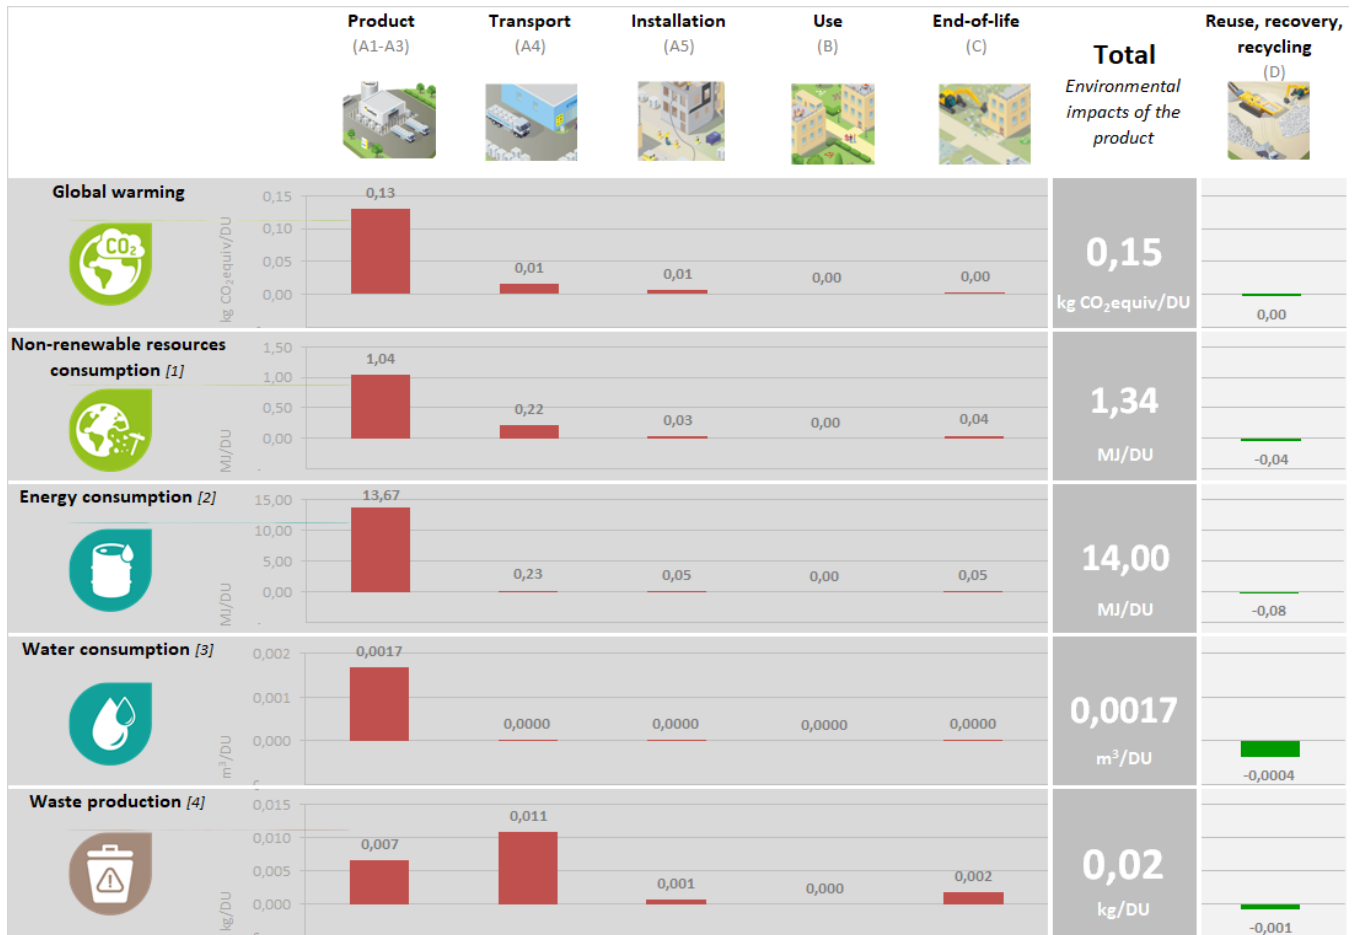 Product
(A1-A3)
Transport
(A4)
Installation
(A5)
Use
(B)
End-of-life
(C)
Total
Environmental
impacts of the
product
Reuse, recovery,
recycling
(D)
Global warming
CO2
kg CO2equiv/DU
0,15
0,10
0,05
0,00
-
0,13
0,01
0,01
0,00
0,00
0,15
kg CO2equiv/DU
0,00
Non-renewable resources
consumption [1]
MJ/DU
1,50
1,00
0,50
0,00
-
1,04
0,22
0,03
0,00
0,04
1,34
MJ/DU
-0,04
Energy consumption [2]
MJ/DU
15,00
10,00
5,00
0,00
-
13,67
0,23
0,05
0,00
0,05
14,00
MJ/DU
-0,08
Water consumption [3]
m³/DU
0,002
0,001
0,000
0,0017
0,0000
0,0000
0,0000
0,0000
0,0017
m³/DU
-0,0004
Waste production [4]
kg/DU
0,015
0,010
0,005
0,000
0,007
0,011
0,001
0,000
0,002
0,02
kg/DU
-0,001